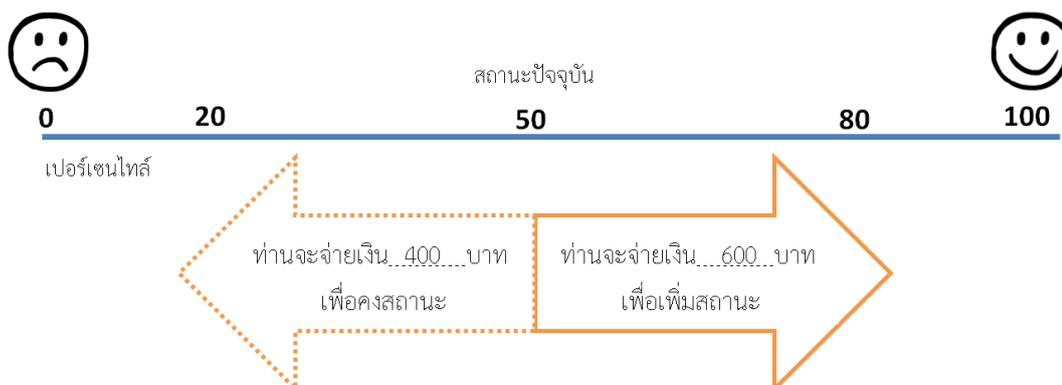 สถานะปัจจุบัน
0 20 50 80 100
เปอร์เซนไทล์
ท่านจะจ่ายเงิน 400 บาท
เพื่อคงสถานะ
ท่านจะจ่ายเงิน 600 บาท
เพื่อเพิ่มสถานะ